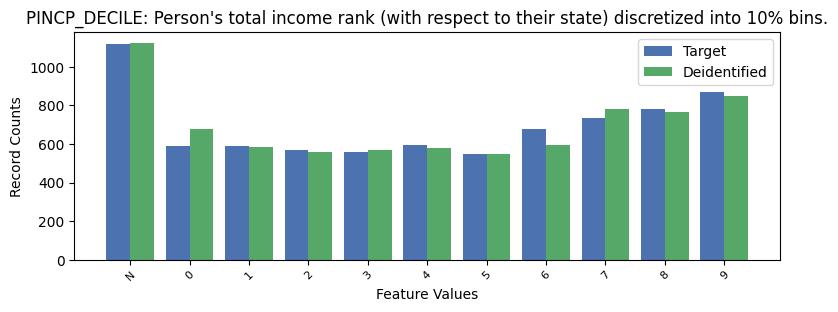 PINCP_DECILE: Person's total income rank (with respect to their state) discretized into 10% bins.
Target
Deidentified
Record Counts
1000
800
600
400
200
0
N 0 1 2 3 4 5 6 7 8 9
Feature Values